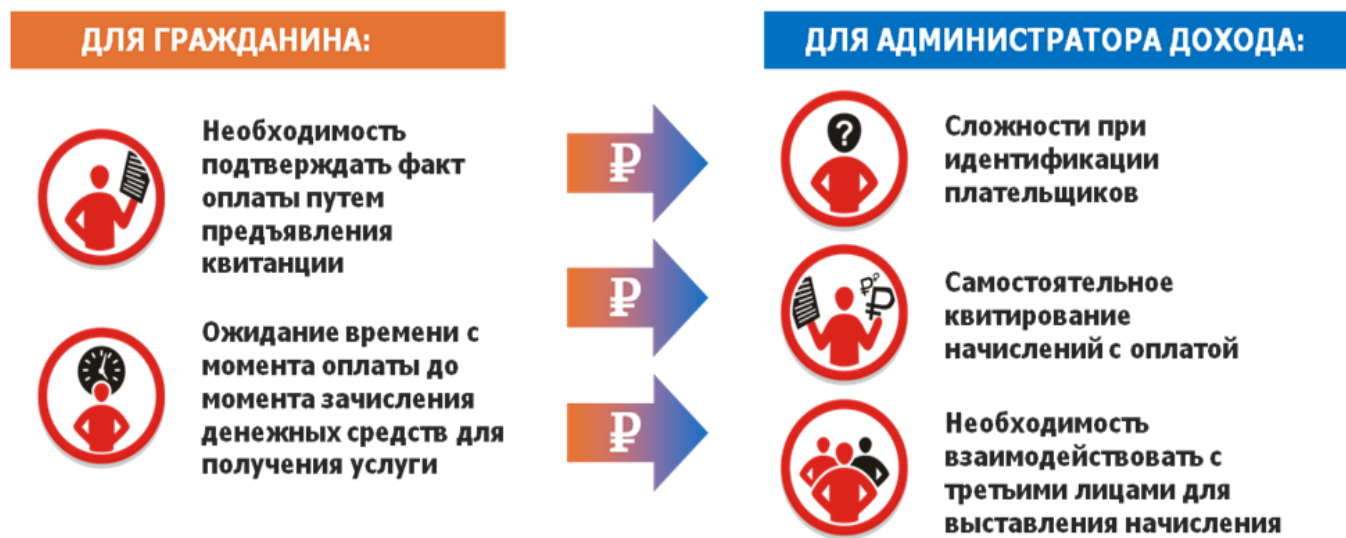 ДЛЯ ГРАЖДАНИНА:
Необходимость
подтверждать факт
оплаты путем
предъявления
квитанции
Ожидание времени с
момента оплаты до
момента зачисления
денежных средств для
получения услуги
₽
₽
₽
ДЛЯ АДМИНИСТРАТОРА ДОХОДА:
?
Сложности при
идентификации
плательщиков
₽ ₽
₽
Самостоятельное
квитирование
начислений с оплатой
Необходимость
взаимодействовать с
третьими лицами для
выставления начисления